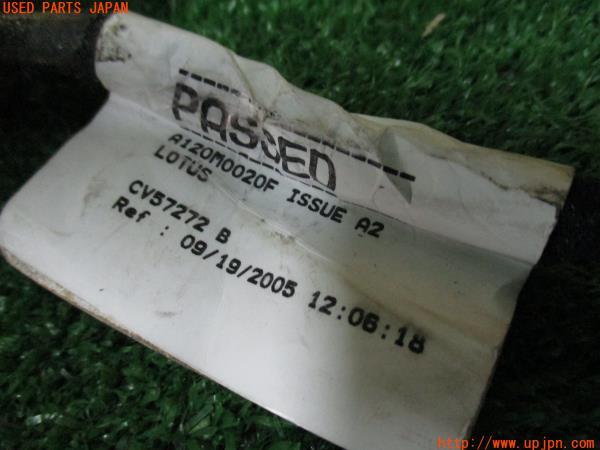 USED PARTS JAPAN
PASSED
A120M0020F ISSUE A2
LOTUS
CV57272 B
Ref : 09/19/2005 12:06:18
http://www.upjpn.com